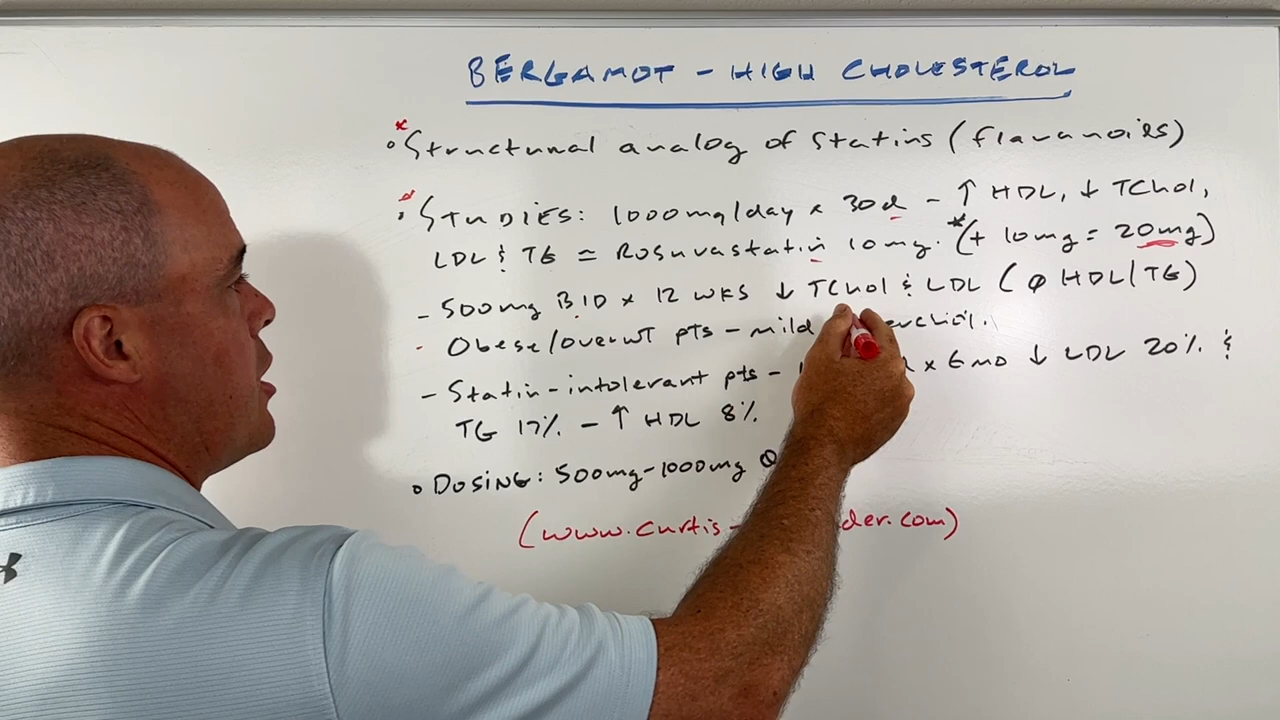 BERGAMOT - HIGH CHOLESTEROL
* Structural analog of statins (flavanoids)
STUDIES: 1000mg/day x 30d - ↑ HDL, ↓ TChol,
LDL & TG = Rosuvastatin 10mg. *(+ 10mg = 20mg)
- 500mg BID x 12 wks ↓ TChol & LDL (ϕ HDL/TG)
- Obese/overwt pts - mild
- Statin-intolerant pts - x 6mo ↓ LDL 20% &
TG 17% - ↑ HDL 8%
DOSING: 500mg-1000mg
(www.curtis- der.com)